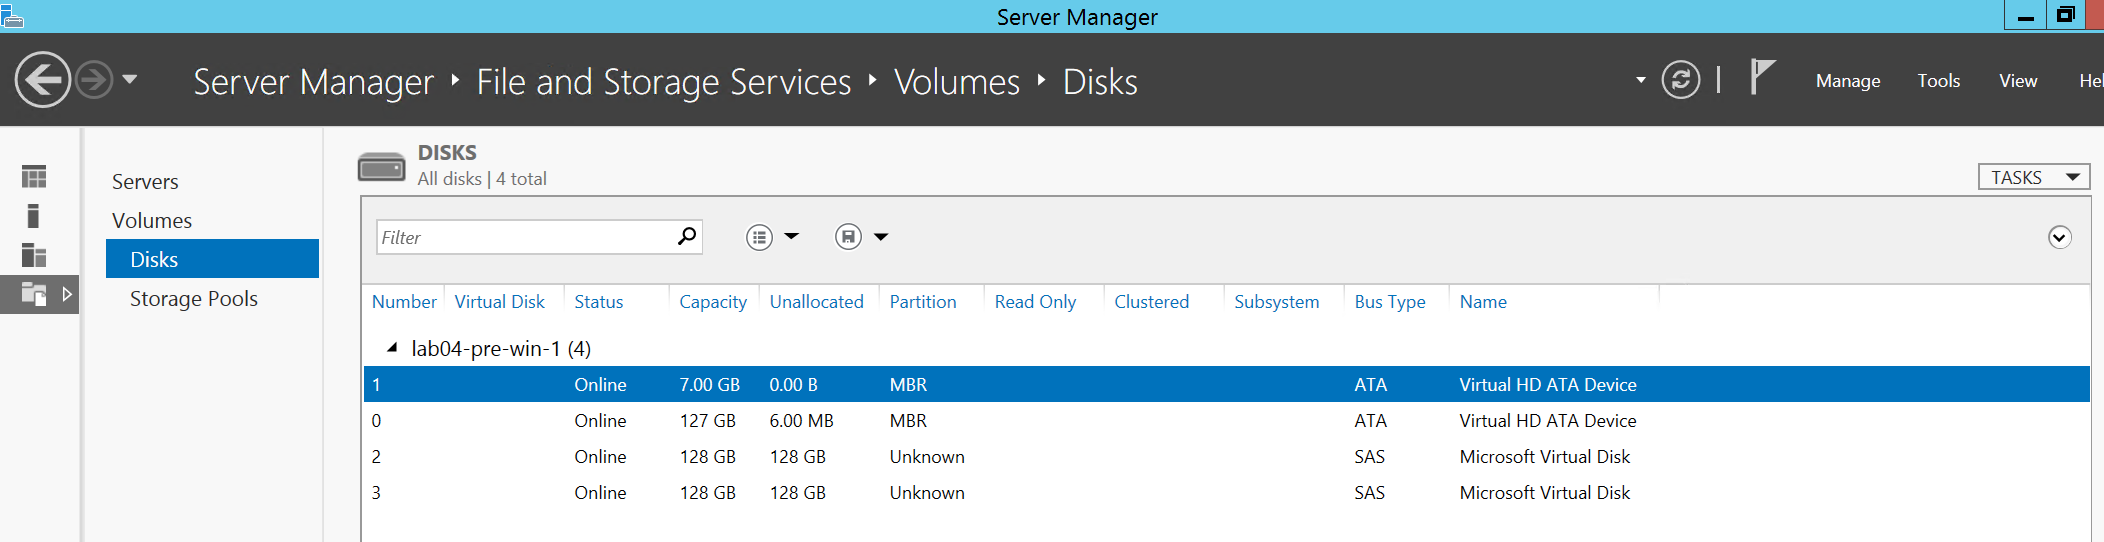 Server Manager
Server Manager ‣ File and Storage Services ‣ Volumes ‣ Disks
Manage Tools View Hel
DISKS
All disks | 4 total
TASKS
Servers
Volumes
Disks
Storage Pools
Filter
Number Virtual Disk Status Capacity Unallocated Partition Read Only Clustered Subsystem Bus Type Name
lab04-pre-win-1 (4)
1 Online 7.00 GB 0.00 B MBR ATA Virtual HD ATA Device
0 Online 127 GB 6.00 MB MBR ATA Virtual HD ATA Device
2 Online 128 GB 128 GB Unknown SAS Microsoft Virtual Disk
3 Online 128 GB 128 GB Unknown SAS Microsoft Virtual Disk